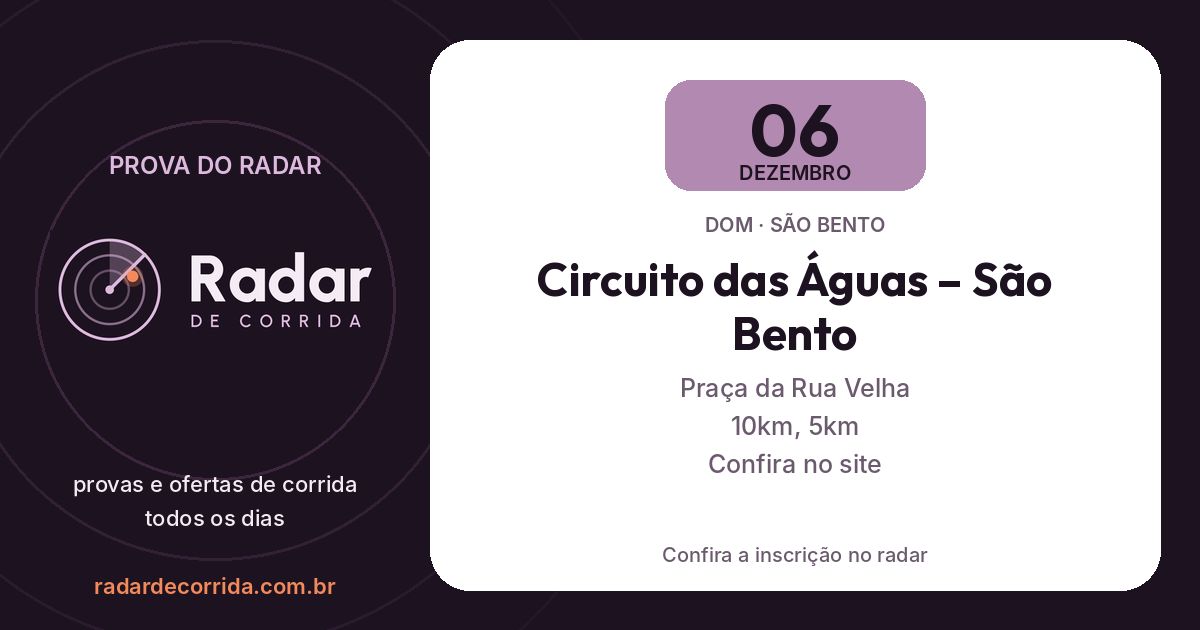 PROVA DO RADAR
Radar
DE CORRIDA
provas e ofertas de corrida
todos os dias
radardecorrida.com.br
06
DEZEMBRO
DOM · SÃO BENTO
Circuito das Águas – São
Bento
Praça da Rua Velha
10km, 5km
Confira no site
Confira a inscrição no radar